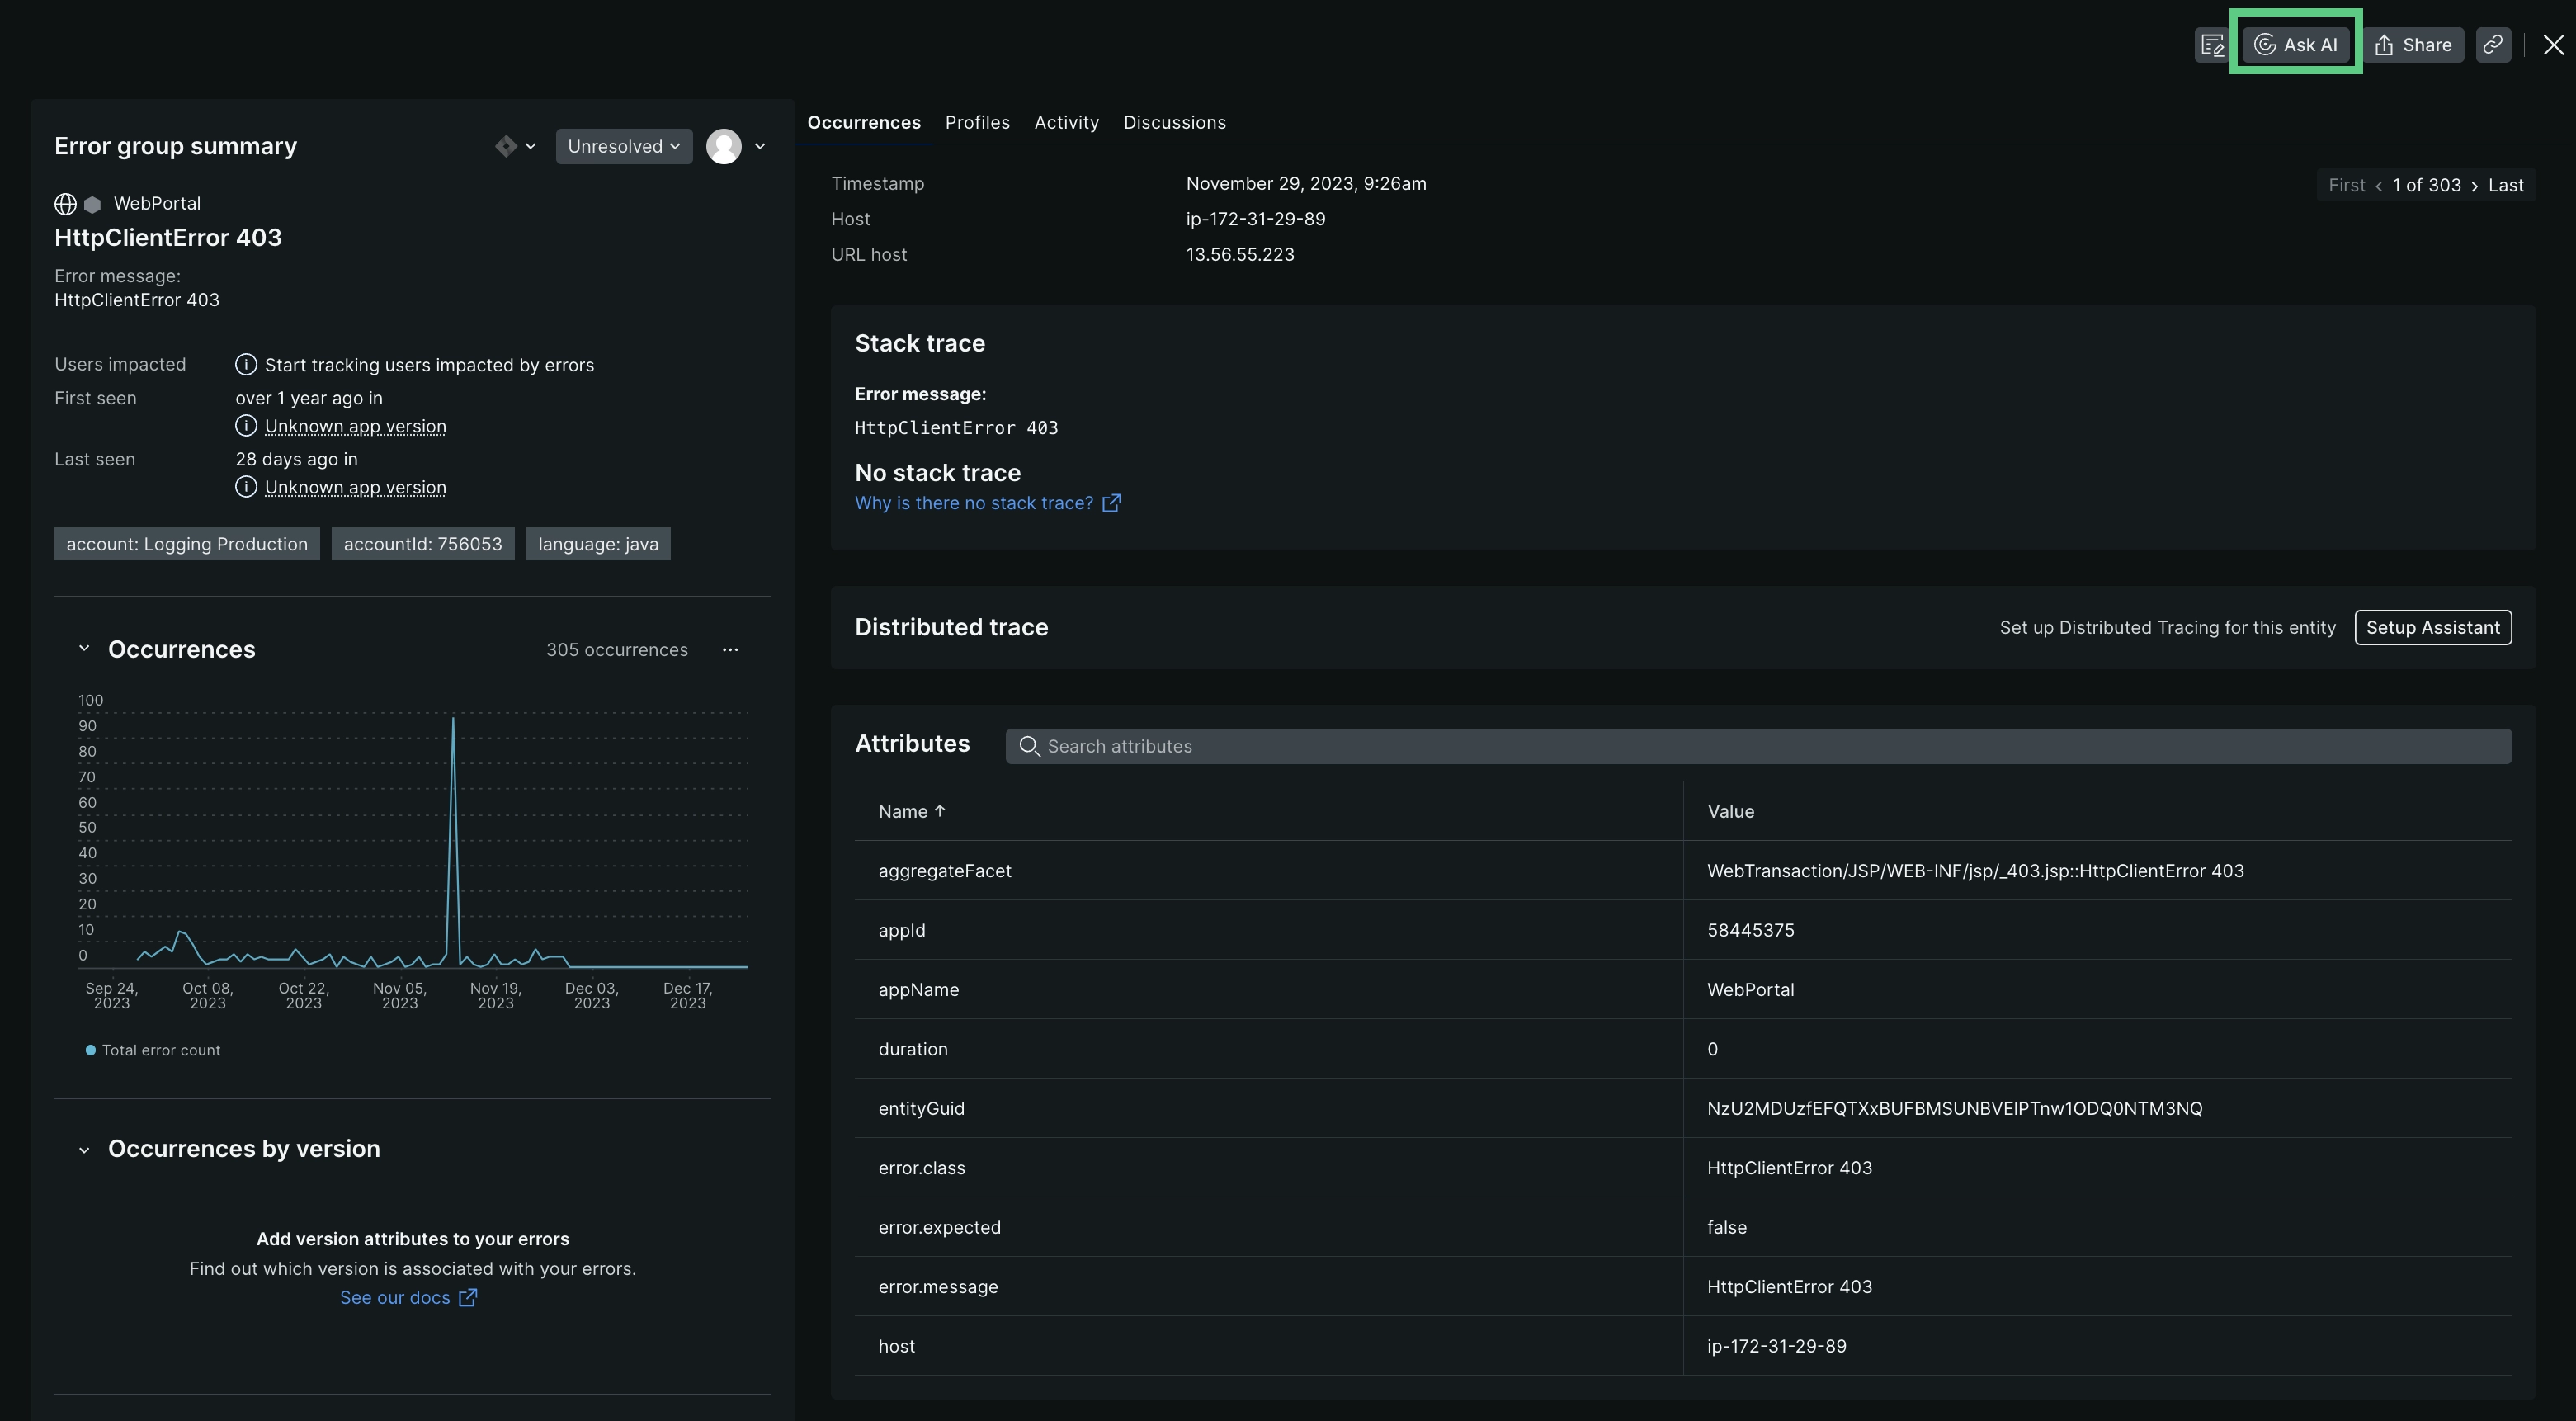 Ask AI
Share
Error group summary
Unresolved
WebPortal
HttpClientError 403
Error message:
HttpClientError 403
Users impacted Start tracking users impacted by errors
First seen over 1 year ago in
Unknown app version
Last seen 28 days ago in
Unknown app version
account: Logging Production accountId: 756053 language: java
Occurrences 305 occurrences ...
100
90
80
70
60
50
40
30
20
10
0
Sep 24, Oct 08, Oct 22, Nov 05, Nov 19, Dec 03, Dec 17,
2023 2023 2023 2023 2023 2023 2023
Total error count
Occurrences by version
Add version attributes to your errors
Find out which version is associated with your errors.
See our docs
Occurrences Profiles Activity Discussions
Timestamp November 29, 2023, 9:26am
First < 1 of 303 > Last
Host ip-172-31-29-89
URL host 13.56.55.223
Stack trace
Error message:
HttpClientError 403
No stack trace
Why is there no stack trace?
Distributed trace Set up Distributed Tracing for this entity Setup Assistant
Attributes Search attributes
Name ↑ Value
aggregateFacet WebTransaction/JSP/WEB-INF/jsp/_403.jsp::HttpClientError 403
appId 58445375
appName WebPortal
duration 0
entityGuid NzU2MDUzfEFQTXxBUFBMSUNBVElPTnw1ODQ0NTM3NQ
error.class HttpClientError 403
error.expected false
error.message HttpClientError 403
host ip-172-31-29-89